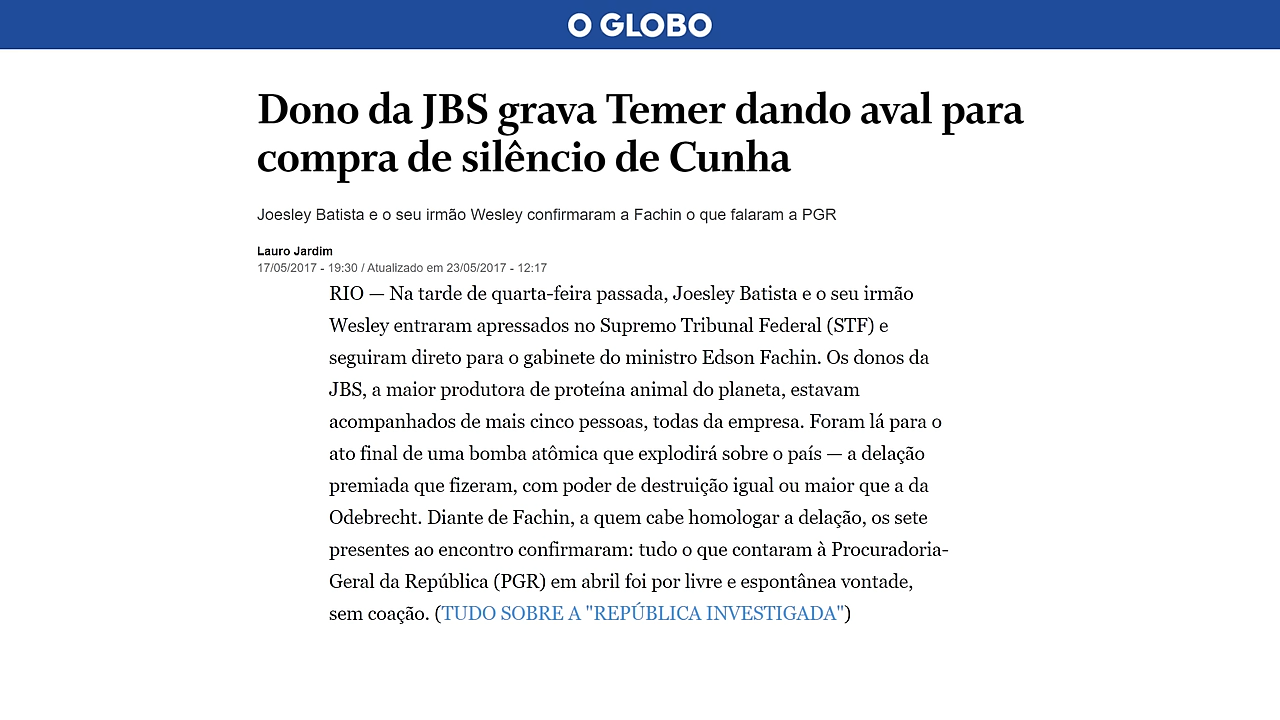 O GLOBO
Dono da JBS grava Temer dando aval para
compra de silêncio de Cunha
Joesley Batista e o seu irmão Wesley confirmaram a Fachin o que falaram a PGR
Lauro Jardim
17/05/2017 - 19:30 / Atualizado em 23/05/2017 - 12:17
RIO — Na tarde de quarta-feira passada, Joesley Batista e o seu irmão
Wesley entraram apressados no Supremo Tribunal Federal (STF) e
seguiram direto para o gabinete do ministro Edson Fachin. Os donos da
JBS, a maior produtora de proteína animal do planeta, estavam
acompanhados de mais cinco pessoas, todas da empresa. Foram lá para o
ato final de uma bomba atômica que explodirá sobre o país — a delação
premiada que fizeram, com poder de destruição igual ou maior que a da
Odebrecht. Diante de Fachin, a quem cabe homologar a delação, os sete
presentes ao encontro confirmaram: tudo o que contaram à Procuradoria-
Geral da República (PGR) em abril foi por livre e espontânea vontade,
sem coação. (TUDO SOBRE A "REPÚBLICA INVESTIGADA")